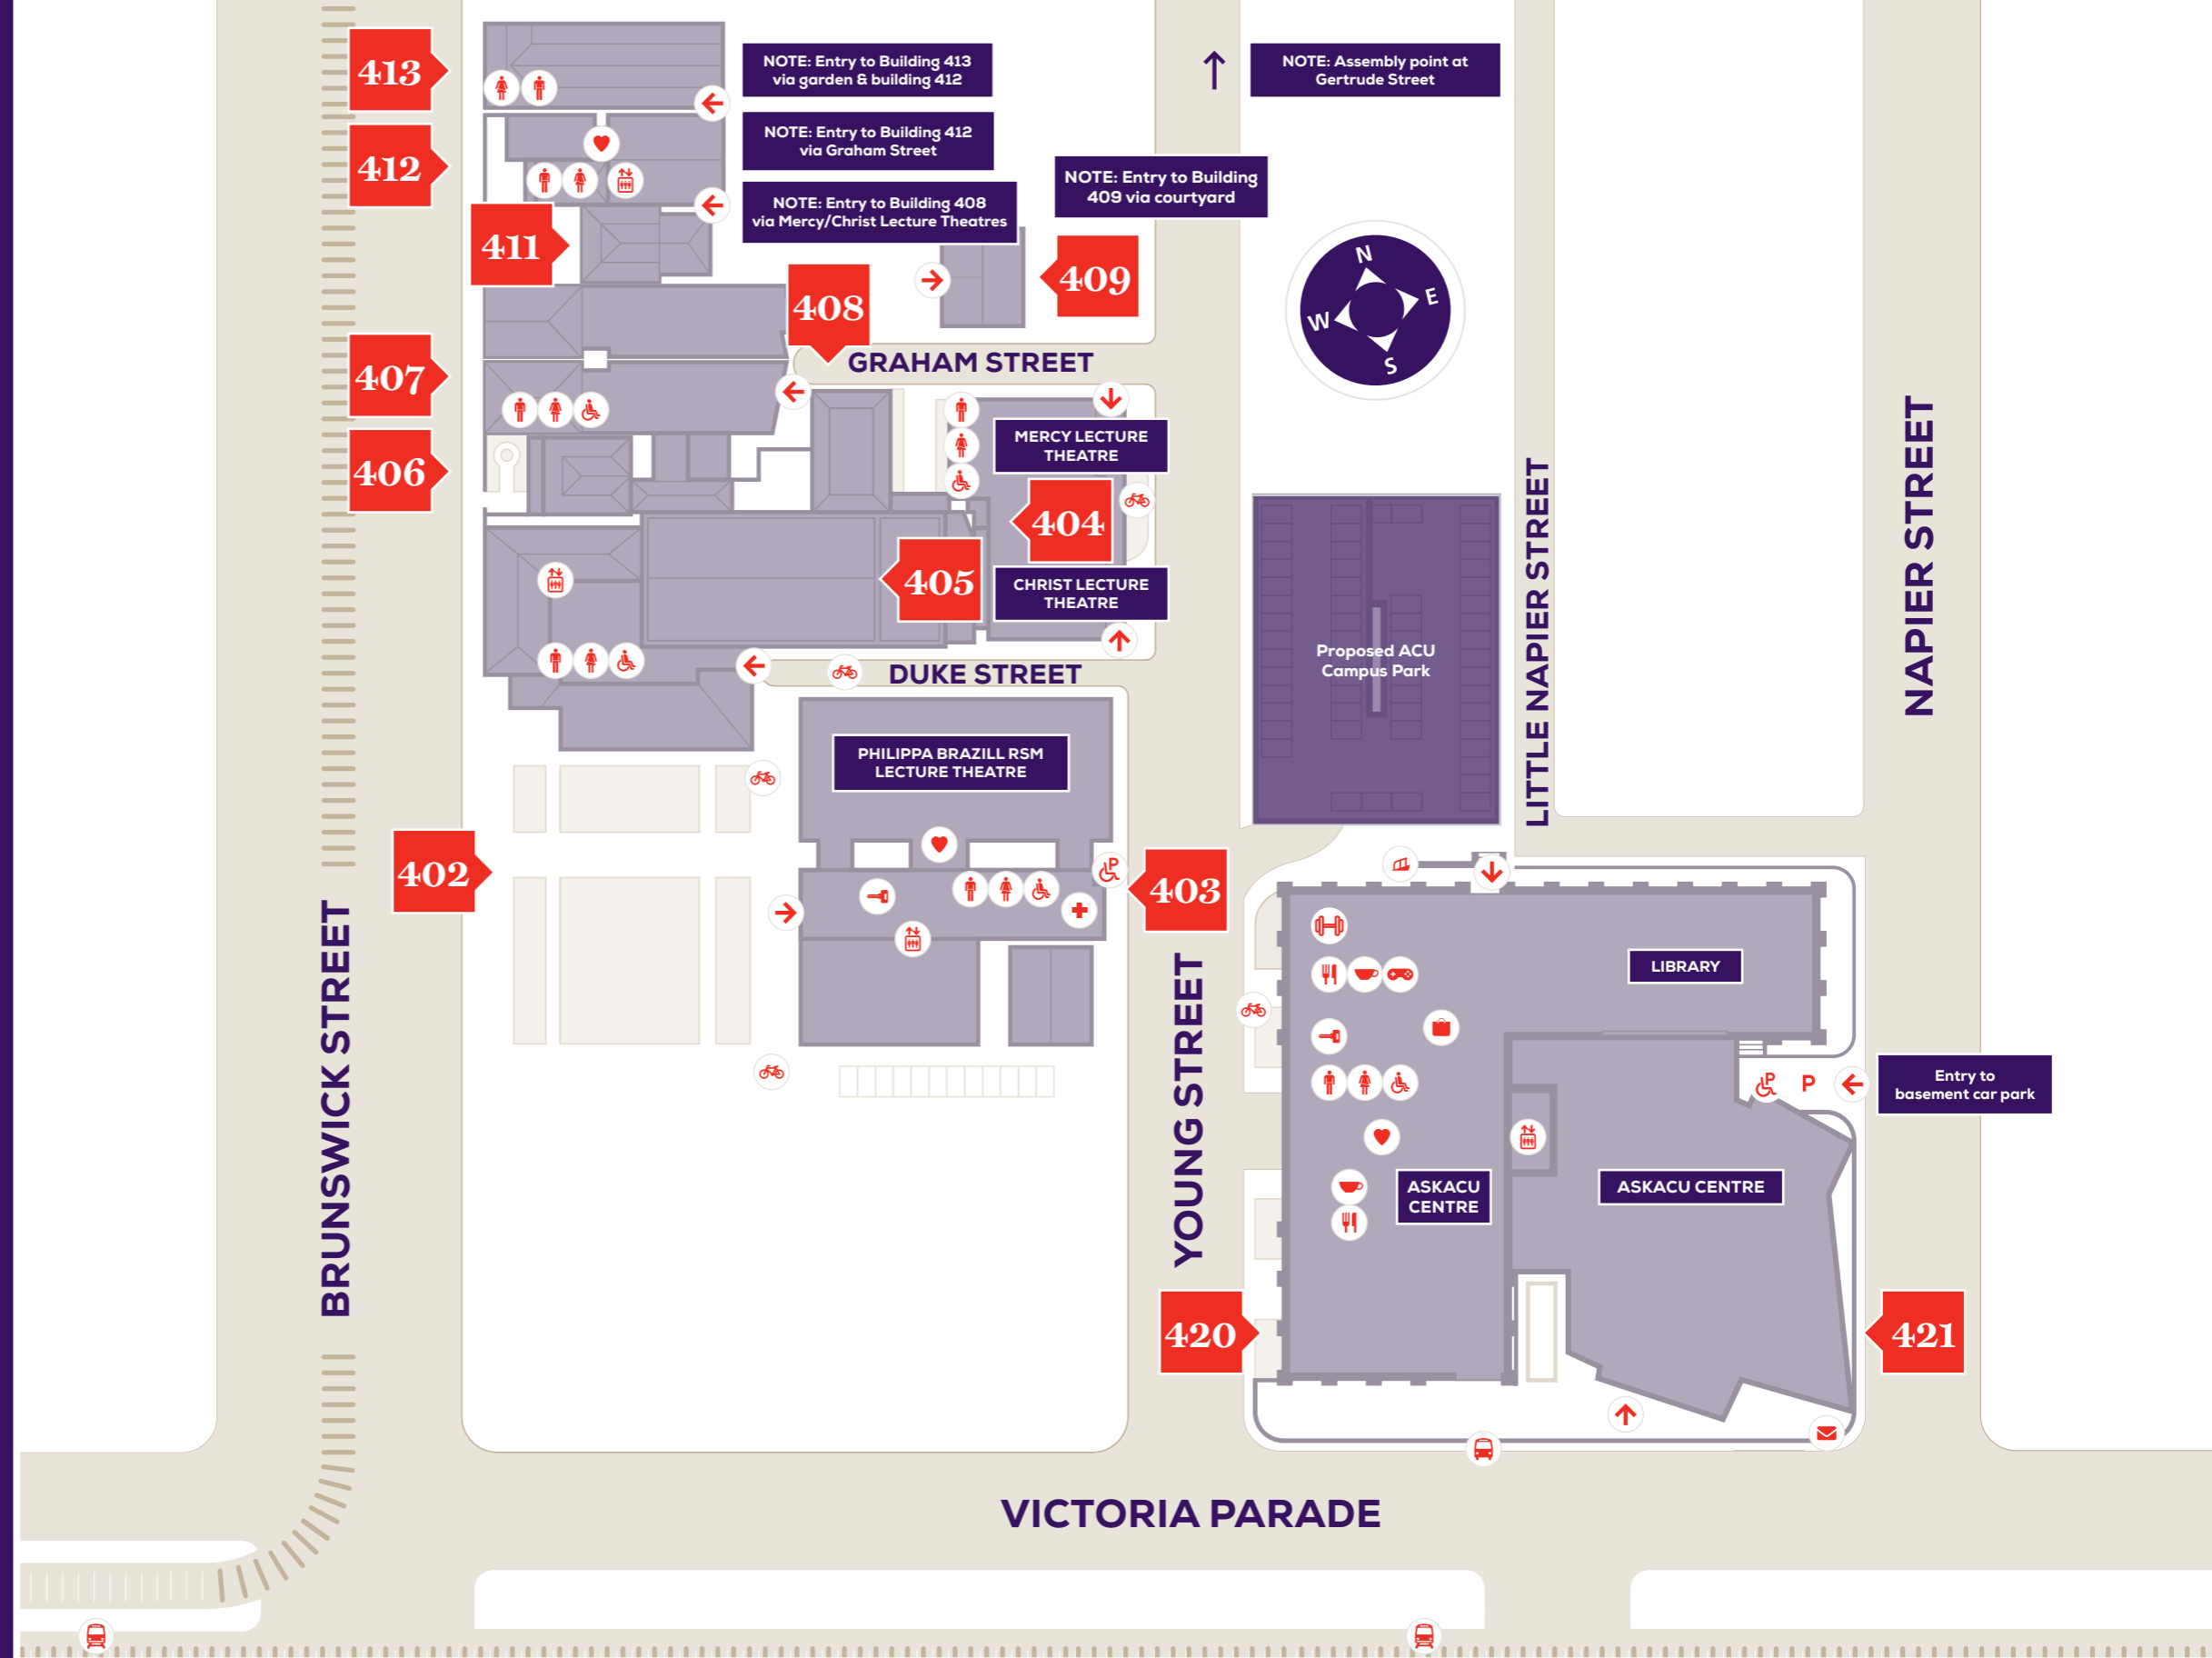 413
NOTE: Entry to Building 413
via garden & building 412
NOTE: Assembly point at
Gertrude Street
412
NOTE: Entry to Building 412
via Graham Street
NOTE: Entry to Building
409 via courtyard
411
NOTE: Entry to Building 408
via Mercy/Christ Lecture Theatres
409
408
N
E
W
S
407
GRAHAM STREET
406
MERCY LECTURE
THEATRE
404
405
CHRIST LECTURE
THEATRE
Proposed ACU
Campus Park
LITTLE NAPIER STREET
NAPIER STREET
DUKE STREET
PHILIPPA BRAZILL RSM
LECTURE THEATRE
402
P
403
BRUNSWICK STREET
YOUNG STREET
LIBRARY
P
P
Entry to
basement car park
ASKACU
CENTRE
ASKACU CENTRE
420
421
VICTORIA PARADE